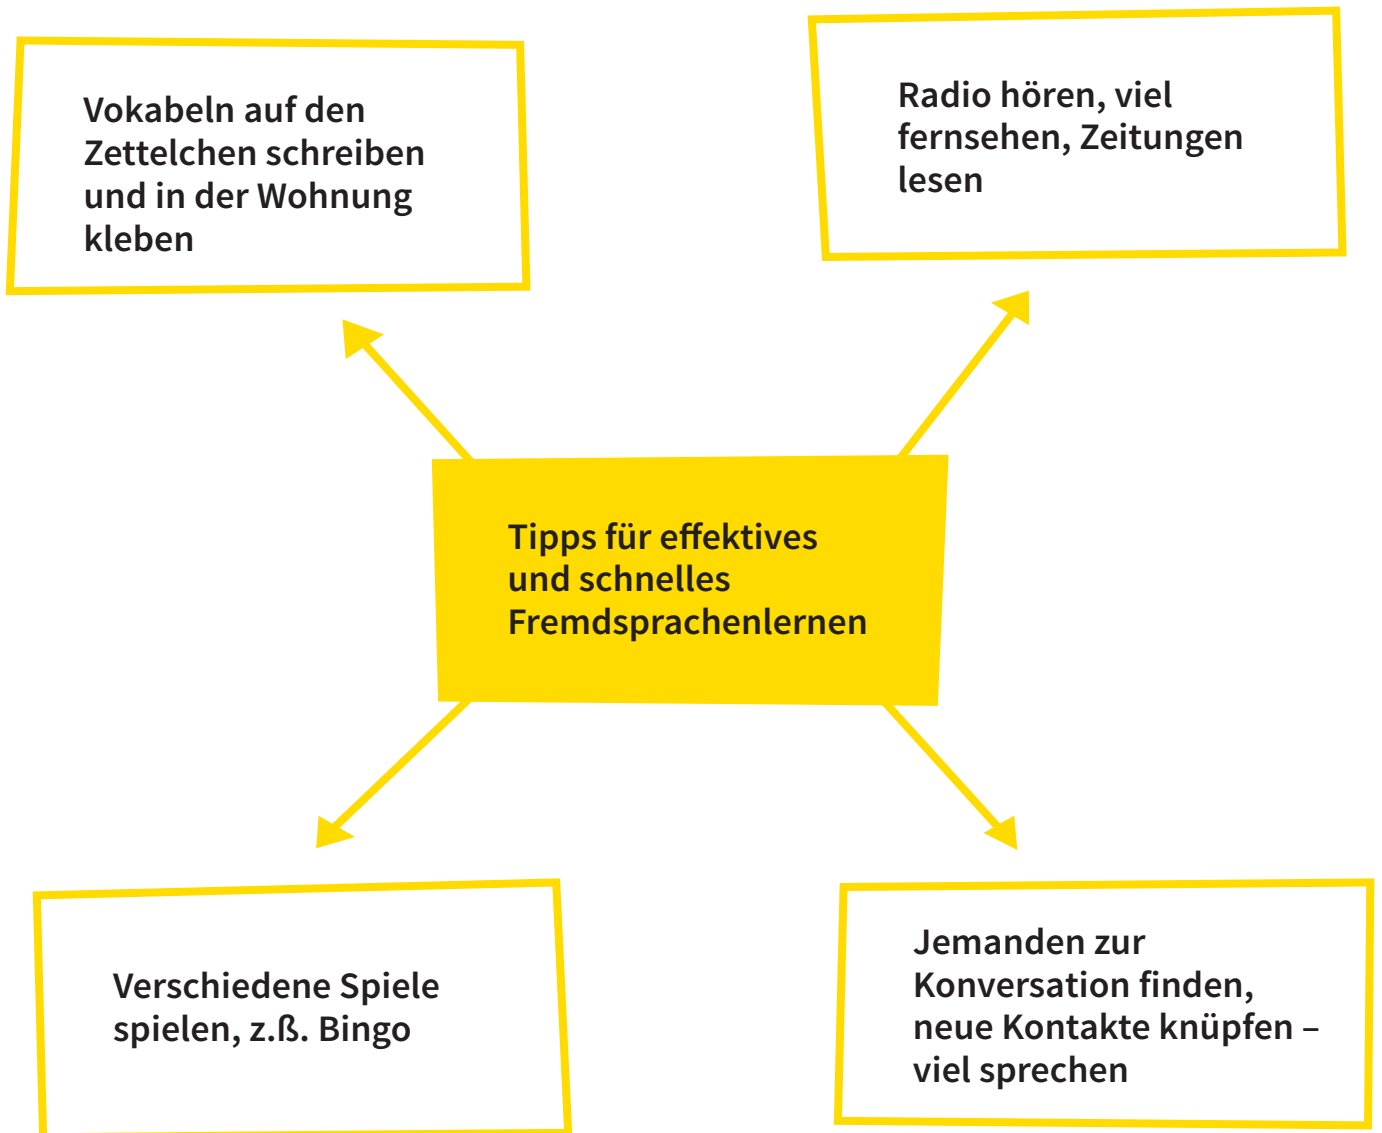 Vokabeln auf den
Zettelchen schreiben
und in der Wohnung
kleben
Radio hören, viel
fernsehen, Zeitungen
lesen
Tipps für effektives
und schnelles
Fremdsprachenlernen
Verschiedene Spiele
spielen, z.ß. Bingo
Jemanden zur
Konversation finden,
neue Kontakte knüpfen –
viel sprechen